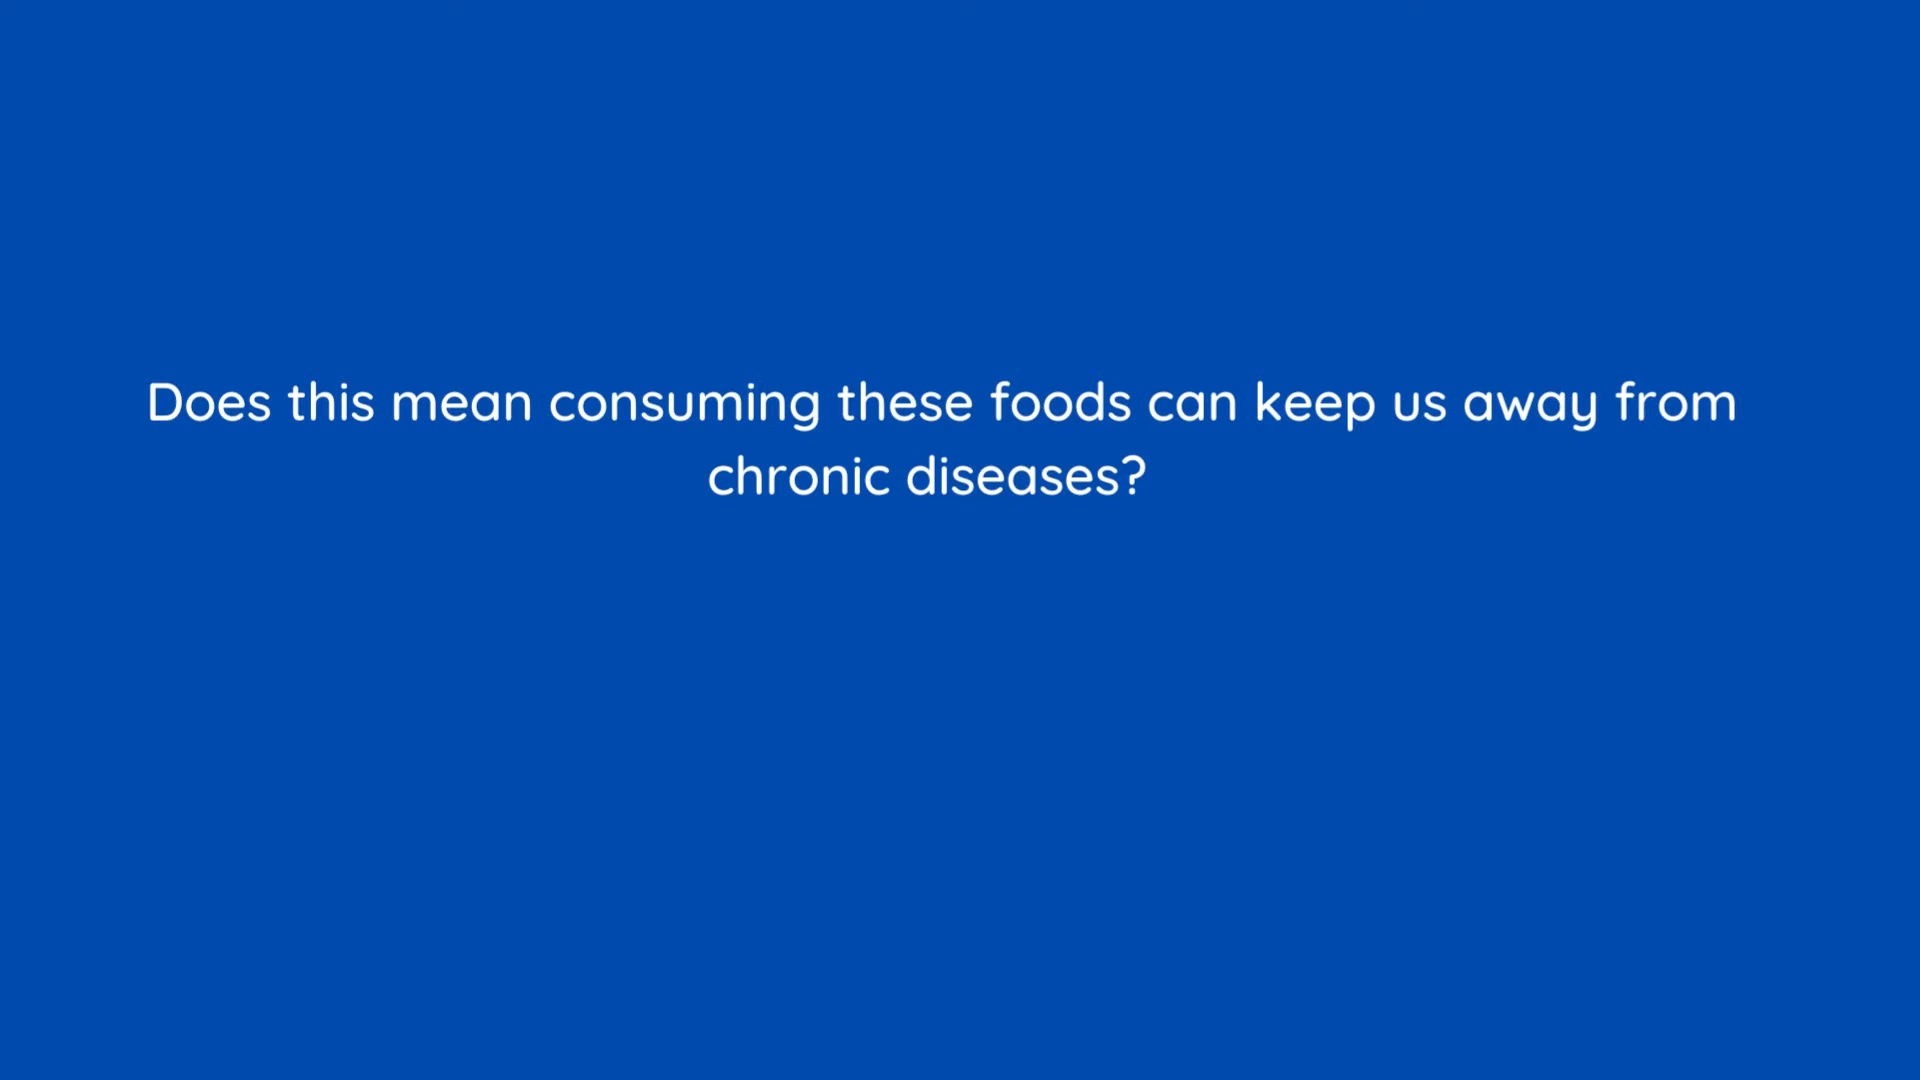 Does this mean consuming these foods can keep us away from
chronic diseases?